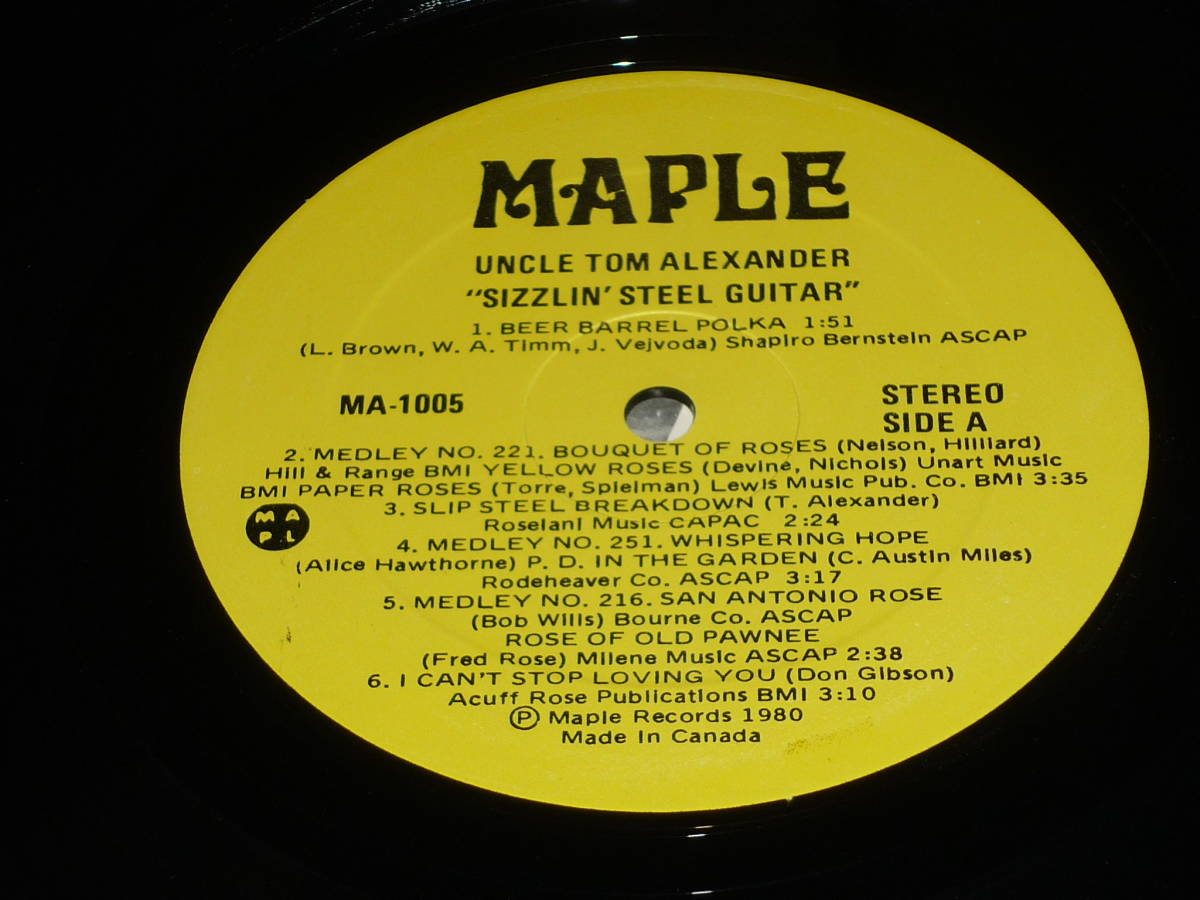 MAPLE
UNCLE TOM ALEXANDER
"SIZZLIN' STEEL GUITAR"
1. BEER BARREL POLKA 1:51
(L. Brown, W. A. Timm, J. Vejvoda) Shapiro Bernstein ASCAP
MA-1005
STEREO
SIDE A
2. MEDLEY NO. 221. BOUQUET OF ROSES (Nelson, Hilliard)
Hill & Range BMI YELLOW ROSES (Devine, Nichols) Unart Music
BMI PAPER ROSES (Torre, Spielman) Lewis Music Pub. Co. BMI 3:35
3. SLIP STEEL BREAKDOWN (T. Alexander)
Roselani Music CAPAC 2:24
M A
P L
4. MEDLEY NO. 251. WHISPERING HOPE
(Alice Hawthorne) P. D. IN THE GARDEN (C. Austin Miles)
Rodeheaver Co. ASCAP 3:17
5. MEDLEY NO. 216. SAN ANTONIO ROSE
(Bob Wills) Bourne Co. ASCAP
ROSE OF OLD PAWNEE
(Fred Rose) Milene Music ASCAP 2:38
6. I CAN'T STOP LOVING YOU (Don Gibson)
Acuff Rose Publications BMI 3:10
Ⓟ Maple Records 1980
Made In Canada